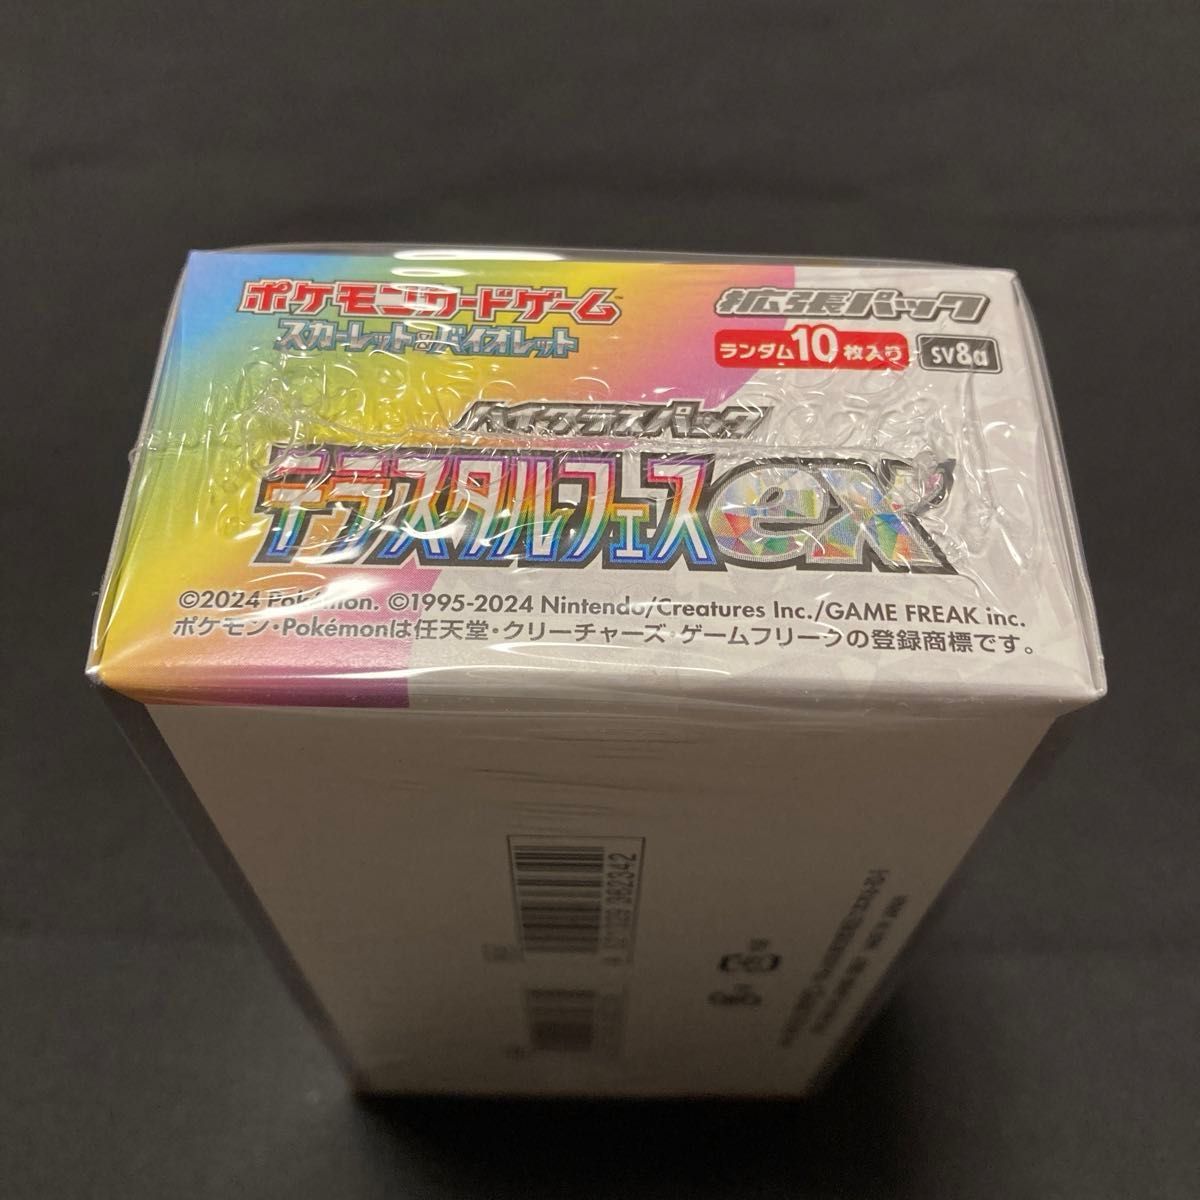 ポケモンカードゲーム™
スカーレット&バイオレット
拡張パック
ランダム10枚入り
sv8a
ハイクラスパック
テラスタルフェスex
©2024 Pokémon. ©1995-2024 Nintendo/Creatures Inc./GAME FREAK inc.
ポケモン・Pokémonは任天堂・クリーチャーズ・ゲームフリークの登録商標です。